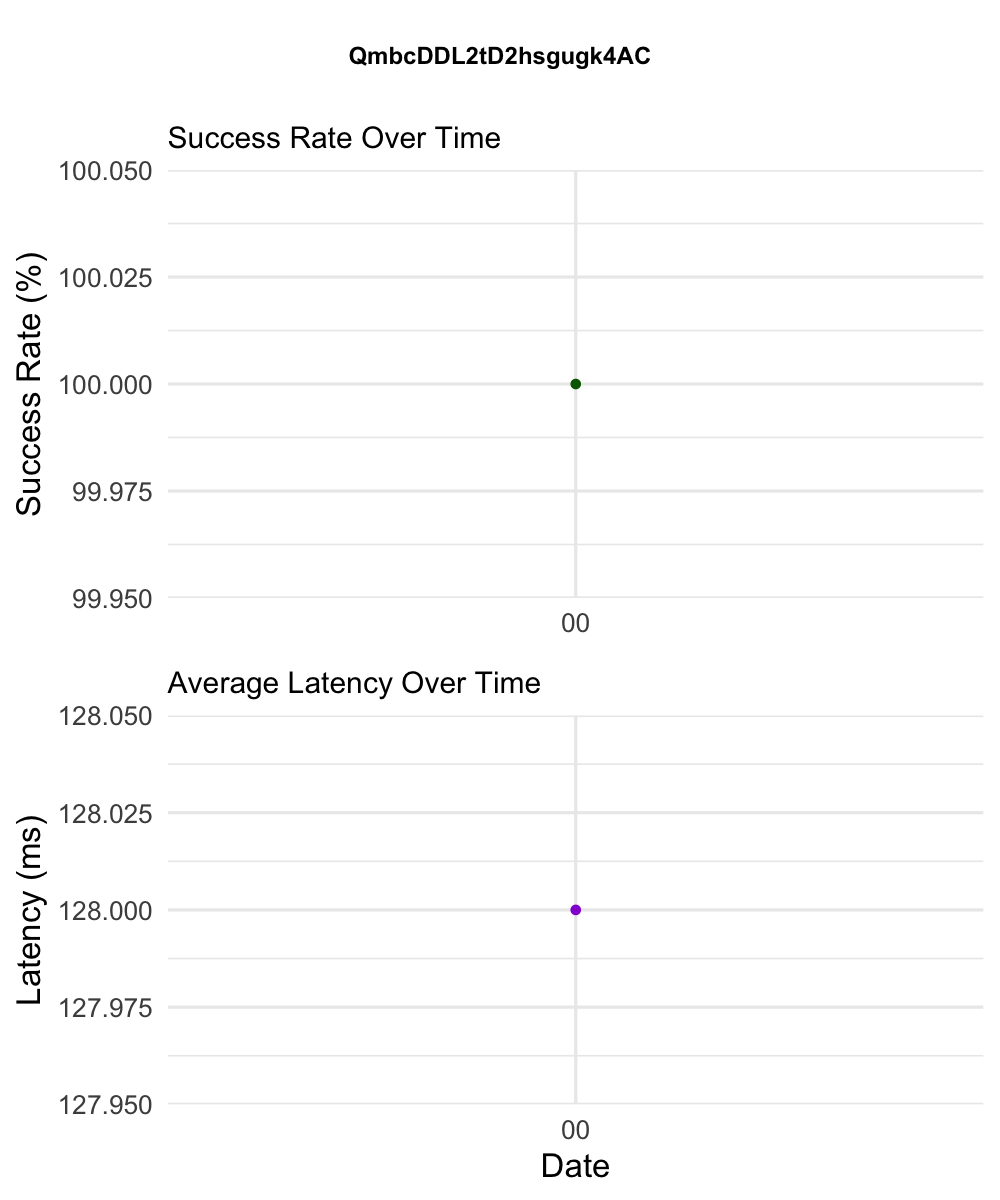 QmbcDDL2tD2hsgugk4AC
Success Rate Over Time
Success Rate (%)
100.050
100.025
100.000
99.975
99.950
00
Average Latency Over Time
Latency (ms)
128.050
128.025
128.000
127.975
127.950
00
Date